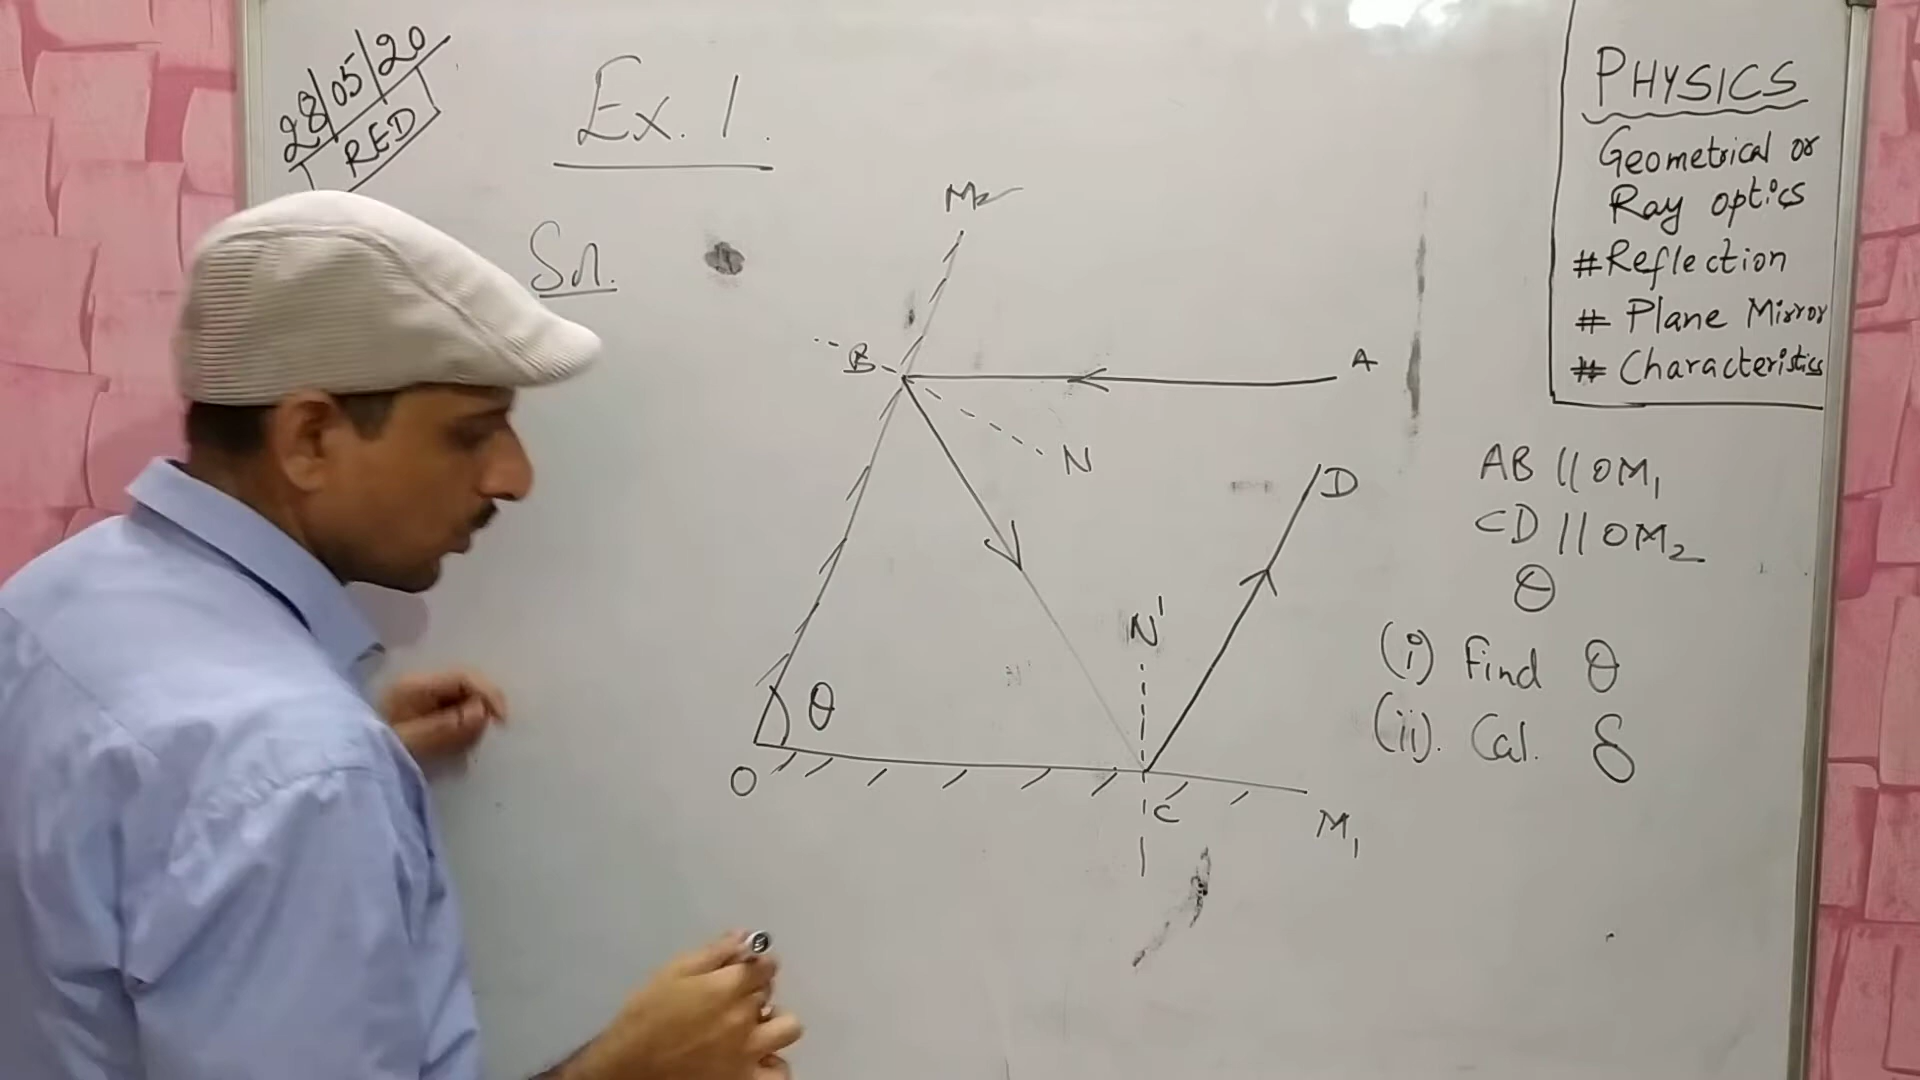 28/05/20
RED
Ex. 1.
Sol.
M2
B
A
N
D
N'
θ
O
C
M1
PHYSICS
Geometrical or
Ray optics
#Reflection
# Plane Mirror
# Characteristics
AB || OM1
CD || OM2
θ
(i) Find θ
(ii). Cal. δ